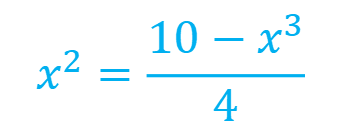 x² = (10 − x³)/4